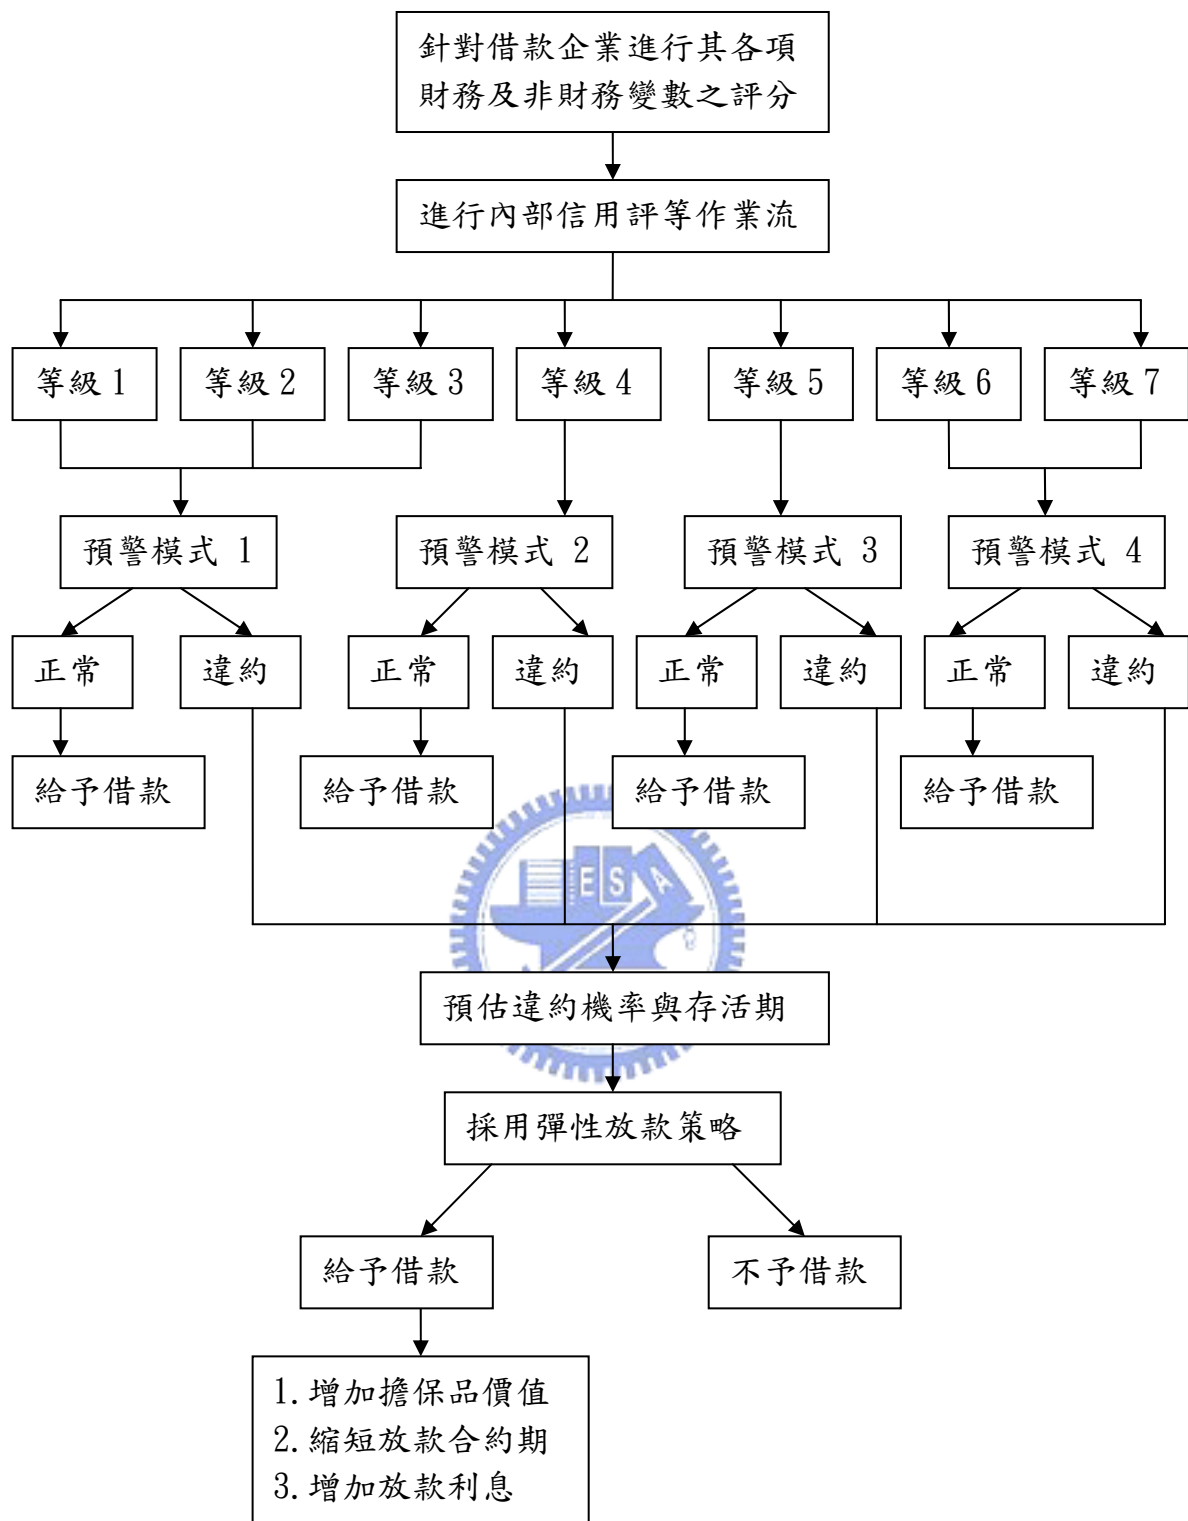 針對借款企業進行其各項
財務及非財務變數之評分
進行內部信用評等作業流
等級 1
等級 2
等級 3
等級 4
等級 5
等級 6
等級 7
預警模式 1
預警模式 2
預警模式 3
預警模式 4
正常
違約
正常
違約
正常
違約
正常
違約
給予借款
給予借款
給予借款
給予借款
E S A
預估違約機率與存活期
採用彈性放款策略
給予借款
不予借款
1.增加擔保品價值
2.縮短放款合約期
3.增加放款利息